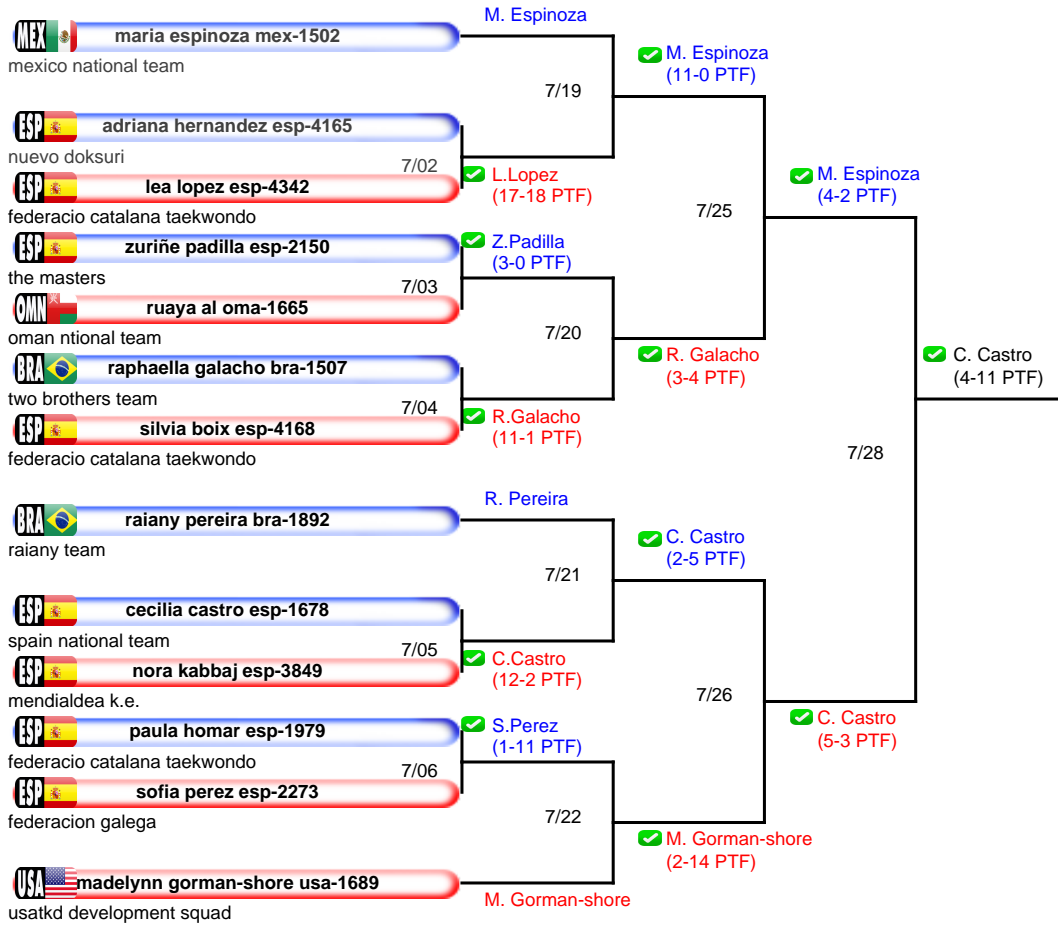 M. Espinoza
MEX maria espinoza mex-1502
mexico national team
M. Espinoza
(11-0 PTF)
7/19
ESP adriana hernandez esp-4165
nuevo doksuri
7/02
L.Lopez
(17-18 PTF)
ESP lea lopez esp-4342
federacio catalana taekwondo
M. Espinoza
(4-2 PTF)
7/25
ESP zuriñe padilla esp-2150
the masters
Z.Padilla
(3-0 PTF)
7/03
OMN ruaya al oma-1665
oman ntional team
7/20
R. Galacho
(3-4 PTF)
BRA raphaella galacho bra-1507
two brothers team
7/04
R.Galacho
(11-1 PTF)
ESP silvia boix esp-4168
federacio catalana taekwondo
C. Castro
(4-11 PTF)
7/28
R. Pereira
BRA raiany pereira bra-1892
raiany team
C. Castro
(2-5 PTF)
7/21
ESP cecilia castro esp-1678
spain national team
7/05
C.Castro
(12-2 PTF)
ESP nora kabbaj esp-3849
mendialdea k.e.
7/26
C. Castro
(5-3 PTF)
ESP paula homar esp-1979
federacio catalana taekwondo
S.Perez
(1-11 PTF)
7/06
ESP sofia perez esp-2273
federacion galega
7/22
M. Gorman-shore
(2-14 PTF)
USA madelynn gorman-shore usa-1689
usatkd development squad
M. Gorman-shore